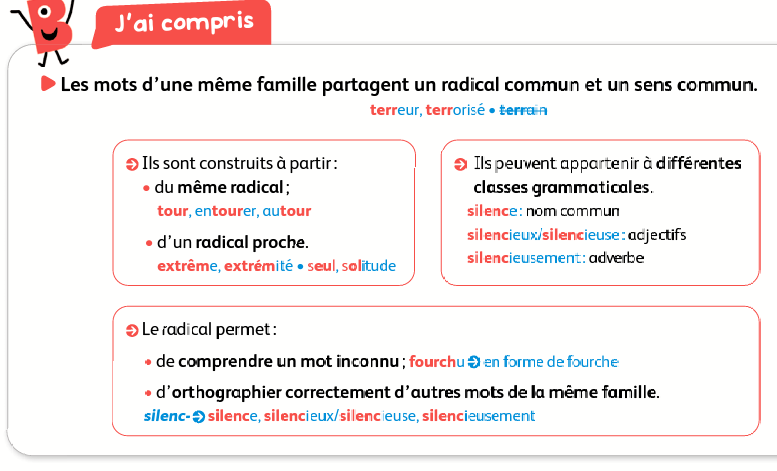 J'ai compris
Les mots d'une même famille partagent un radical commun et un sens commun.
terreur, terrorisé • terrain
Ils sont construits à partir :
• du même radical ;
tour, entourer, autour
• d'un radical proche.
extrême, extrémité • seul, solitude
Ils peuvent appartenir à différentes
classes grammaticales.
silence : nom commun
silencieux/silencieuse : adjectifs
silencieusement : adverbe
Le radical permet :
• de comprendre un mot inconnu ; fourchu ➔ en forme de fourche
• d'orthographier correctement d'autres mots de la même famille.
silenc- ➔ silence, silencieux/silencieuse, silencieusement